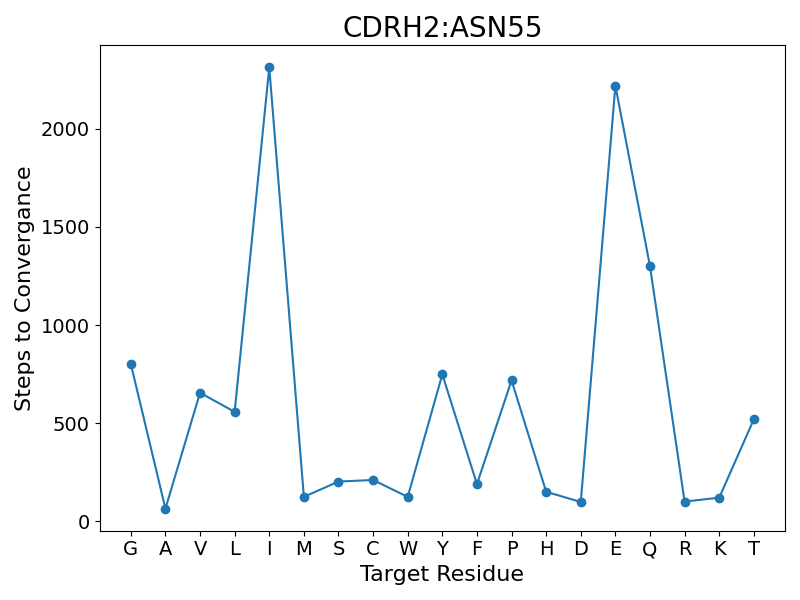 CDRH2:ASN55
Steps to Convergance
2000
1500
1000
500
0
G A V L I M S C W Y F P H D E Q R K T
Target Residue